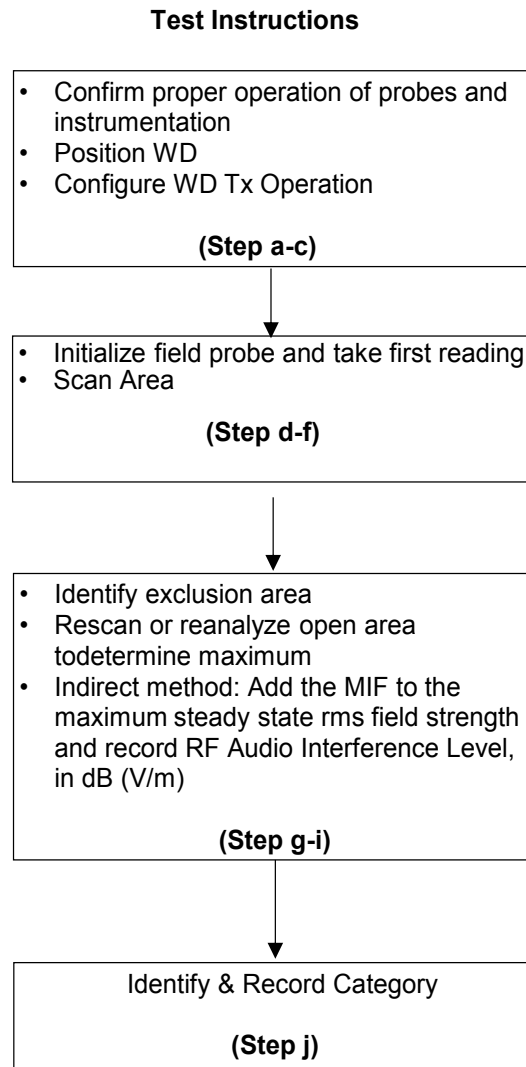 Test Instructions
• Confirm proper operation of probes and
instrumentation
• Position WD
• Configure WD Tx Operation
(Step a-c)
• Initialize field probe and take first reading
• Scan Area
(Step d-f)
• Identify exclusion area
• Rescan or reanalyze open area
todetermine maximum
• Indirect method: Add the MIF to the
maximum steady state rms field strength
and record RF Audio Interference Level,
in dB (V/m)
(Step g-i)
Identify & Record Category
(Step j)